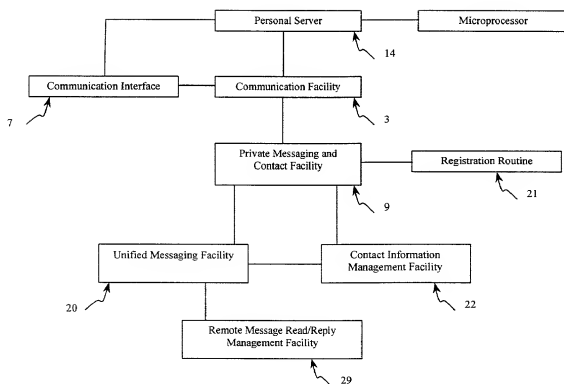 Personal Server
Microprocessor
14
Communication Interface
Communication Facility
7
3
Private Messaging and
Contact Facility
Registration Routine
9
21
Unified Messaging Facility
Contact Information
Management Facility
20
22
Remote Message Read/Reply
Management Facility
29